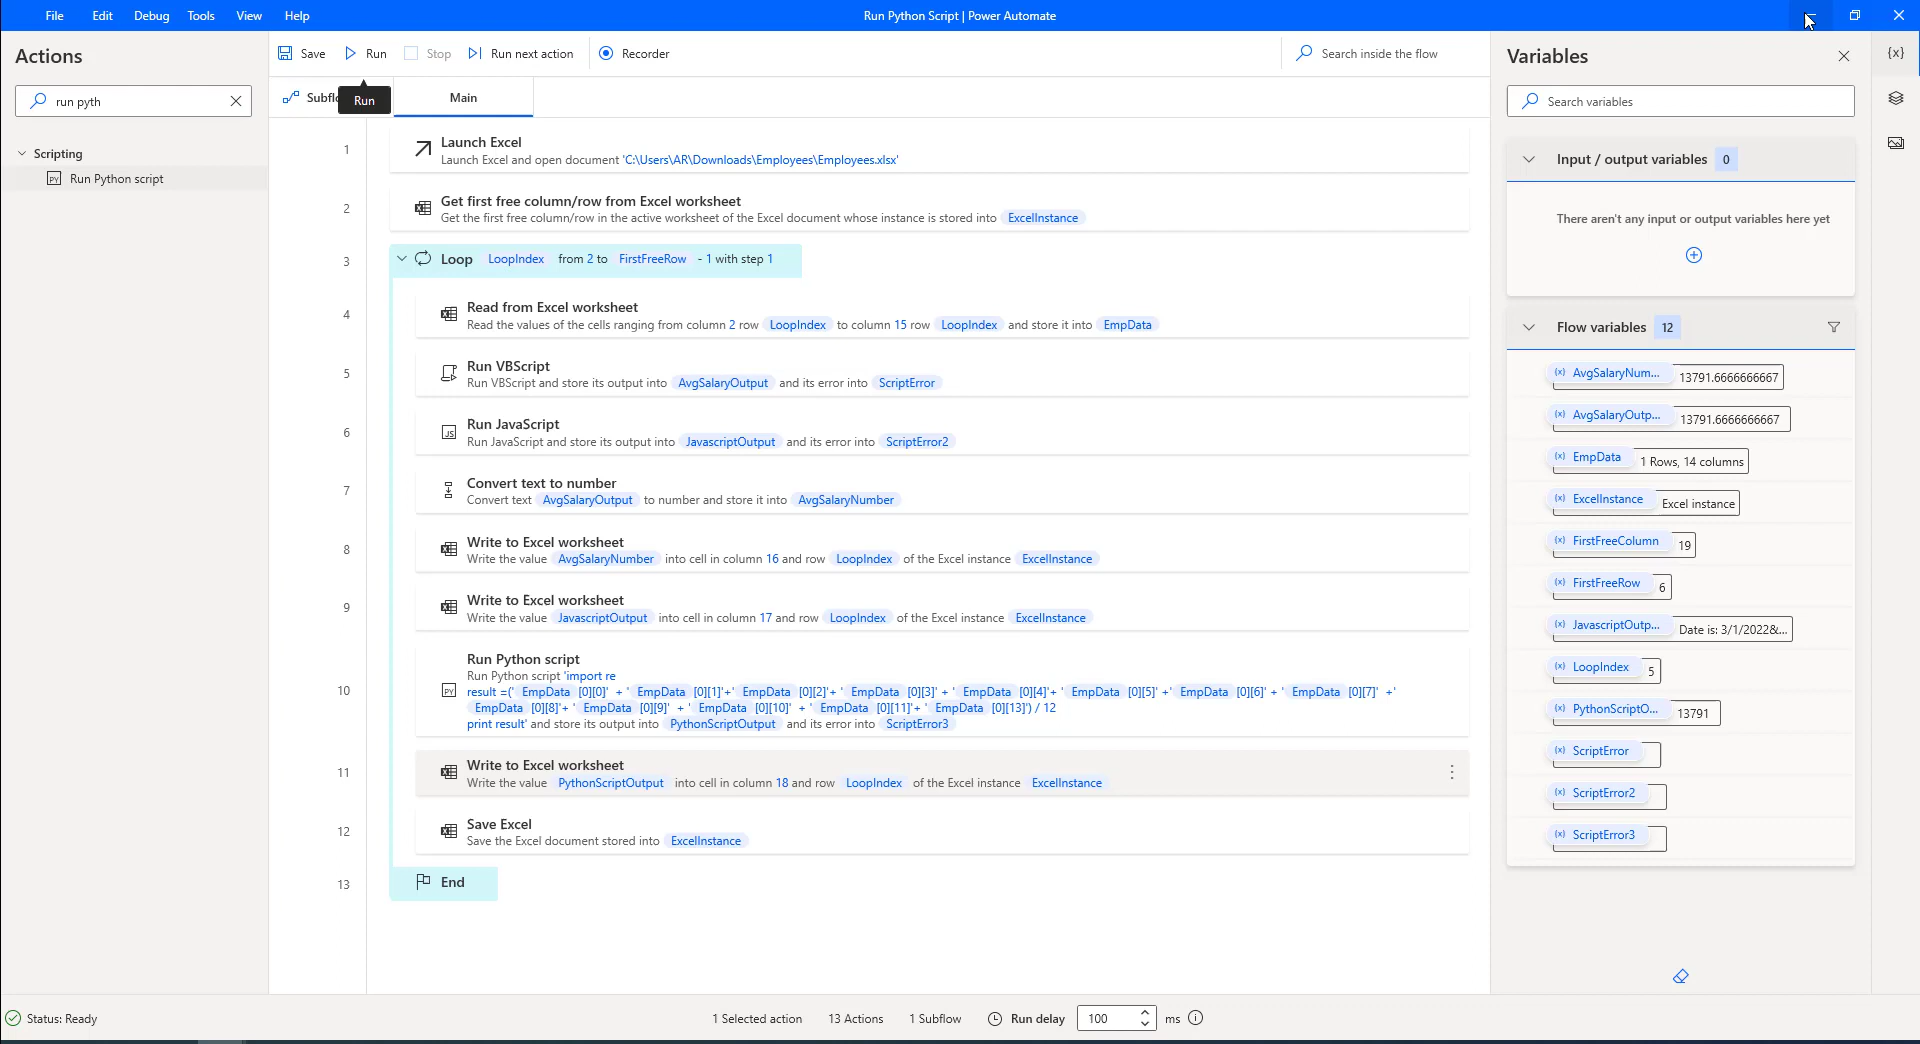 File Edit Debug Tools View Help
Run Python Script | Power Automate
Actions
run pyth
Scripting
PY Run Python script
Save Run Stop Run next action Recorder Search inside the flow
Run
Main
1
Launch Excel
Launch Excel and open document 'C:\Users\AR\Downloads\Employees\Employees.xlsx'
2
Get first free column/row from Excel worksheet
Get the first free column/row in the active worksheet of the Excel document whose instance is stored into ExcelInstance
3
Loop LoopIndex from 2 to FirstFreeRow - 1 with step 1
4
Read from Excel worksheet
Read the values of the cells ranging from column 2 row LoopIndex to column 15 row LoopIndex and store it into EmpData
5
Run VBScript
Run VBScript and store its output into AvgSalaryOutput and its error into ScriptError
6
Run JavaScript
JS Run JavaScript and store its output into JavascriptOutput and its error into ScriptError2
7
Convert text to number
Convert text AvgSalaryOutput to number and store it into AvgSalaryNumber
8
Write to Excel worksheet
Write the value AvgSalaryNumber into cell in column 16 and row LoopIndex of the Excel instance ExcelInstance
9
Write to Excel worksheet
Write the value JavascriptOutput into cell in column 17 and row LoopIndex of the Excel instance ExcelInstance
10
Run Python script
Run Python script 'import re
PY result =(' EmpData [0][0]' + ' EmpData [0][1]'+' EmpData [0][2]'+ ' EmpData [0][3]' + ' EmpData [0][4]'+ ' EmpData [0][5]' +' EmpData [0][6]' + ' EmpData [0][7]' +'
EmpData [0][8]'+ ' EmpData [0][9]' + ' EmpData [0][10]' + ' EmpData [0][11]'+ ' EmpData [0][13]') / 12
print result' and store its output into PythonScriptOutput and its error into ScriptError3
11
Write to Excel worksheet
Write the value PythonScriptOutput into cell in column 18 and row LoopIndex of the Excel instance ExcelInstance
12
Save Excel
Save the Excel document stored into ExcelInstance
13
End
Variables
{x}
Search variables
Input / output variables 0
There aren't any input or output variables here yet
Flow variables 12
(x) AvgSalaryNum... 13791.6666666667
(x) AvgSalaryOutp... 13791.6666666667
(x) EmpData 1 Rows, 14 columns
(x) ExcelInstance Excel instance
(x) FirstFreeColumn 19
(x) FirstFreeRow 6
(x) JavascriptOutp... Date is: 3/1/2022&...
(x) LoopIndex 5
(x) PythonScriptO... 13791
(x) ScriptError
(x) ScriptError2
(x) ScriptError3
Status: Ready
1 Selected action 13 Actions 1 Subflow Run delay 100 ms